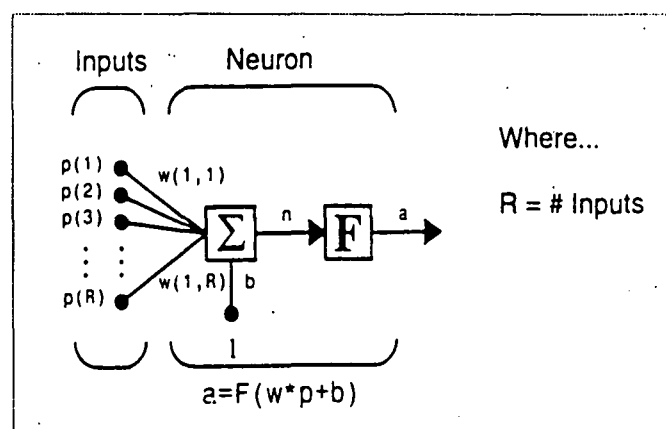 Inputs Neuron
p(1) w(1,1)
p(2)
p(3)
Σ n F a
p(R) w(1,R) b
1
a=F(w*p+b)
Where...
R = # Inputs